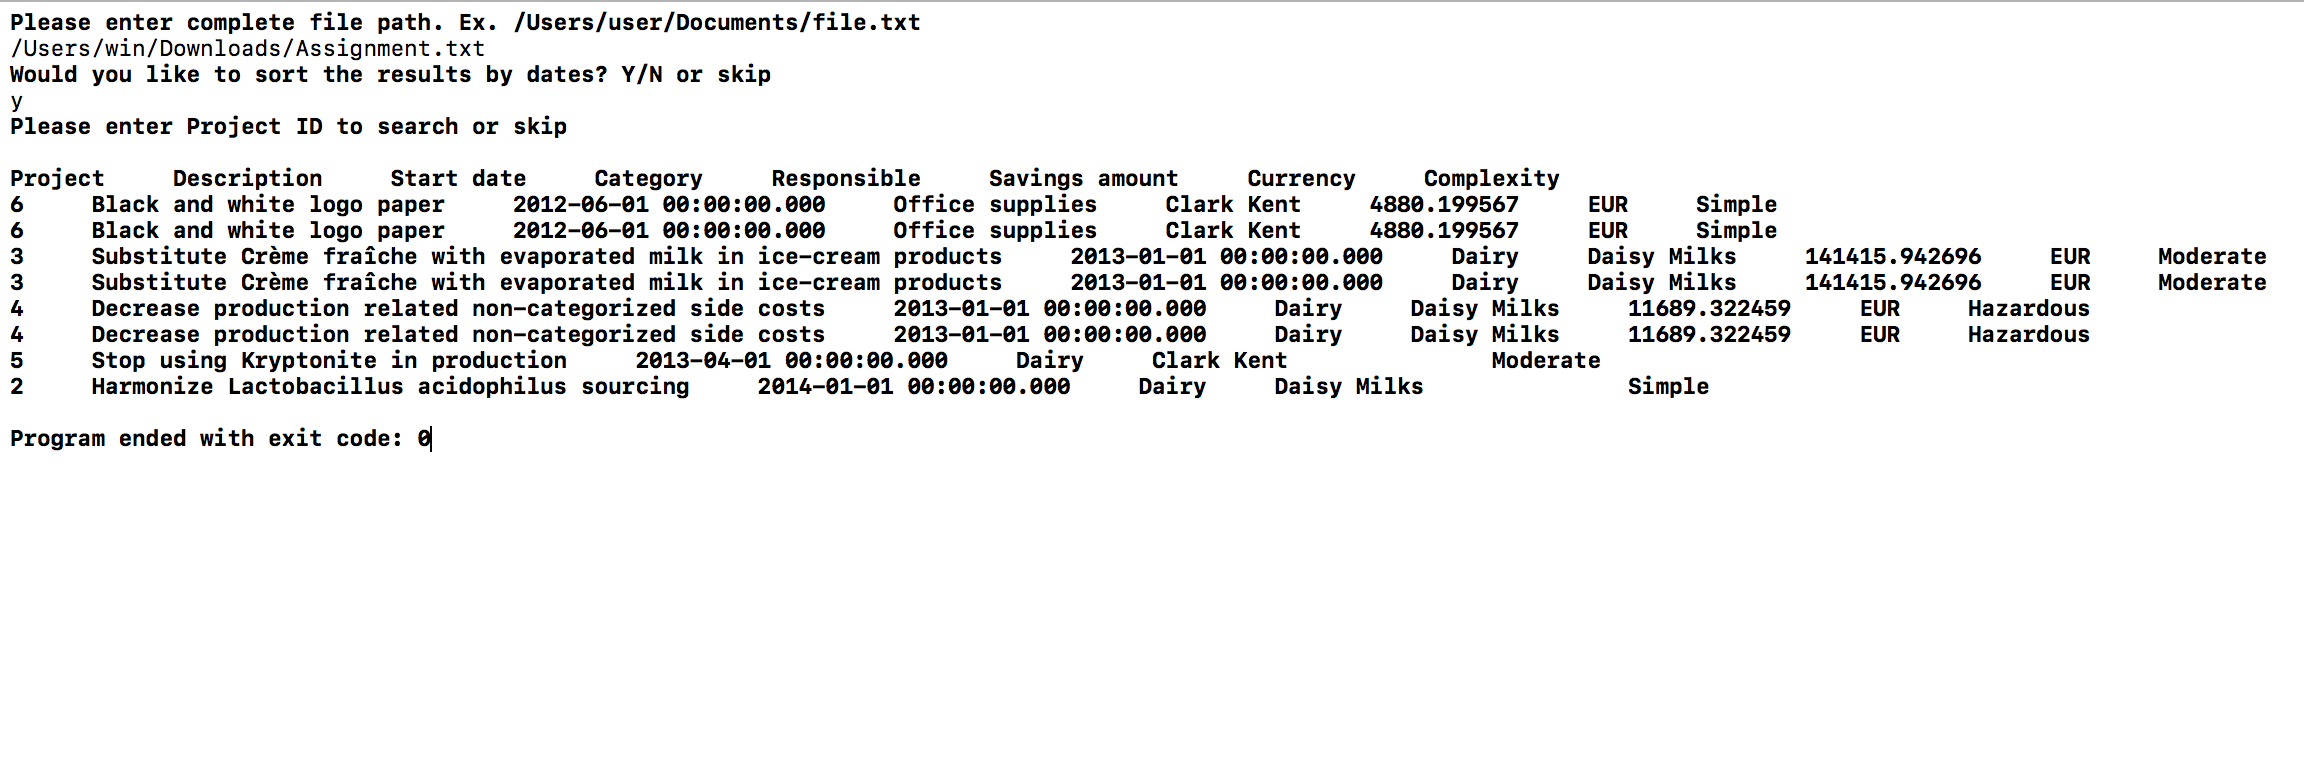 Please enter complete file path. Ex. /Users/user/Documents/file.txt
/Users/win/Downloads/Assignment.txt
Would you like to sort the results by dates? Y/N or skip
y
Please enter Project ID to search or skip
Project     Description     Start date     Category     Responsible     Savings amount     Currency     Complexity
6     Black and white logo paper     2012-06-01 00:00:00.000     Office supplies     Clark Kent     4880.199567     EUR     Simple
6     Black and white logo paper     2012-06-01 00:00:00.000     Office supplies     Clark Kent     4880.199567     EUR     Simple
3     Substitute Crème fraîche with evaporated milk in ice-cream products     2013-01-01 00:00:00.000     Dairy     Daisy Milks     141415.942696     EUR     Moderate
3     Substitute Crème fraîche with evaporated milk in ice-cream products     2013-01-01 00:00:00.000     Dairy     Daisy Milks     141415.942696     EUR     Moderate
4     Decrease production related non-categorized side costs     2013-01-01 00:00:00.000     Dairy     Daisy Milks     11689.322459     EUR     Hazardous
4     Decrease production related non-categorized side costs     2013-01-01 00:00:00.000     Dairy     Daisy Milks     11689.322459     EUR     Hazardous
5     Stop using Kryptonite in production     2013-04-01 00:00:00.000     Dairy     Clark Kent               Moderate
2     Harmonize Lactobacillus acidophilus sourcing     2014-01-01 00:00:00.000     Dairy     Daisy Milks               Simple
Program ended with exit code: 0